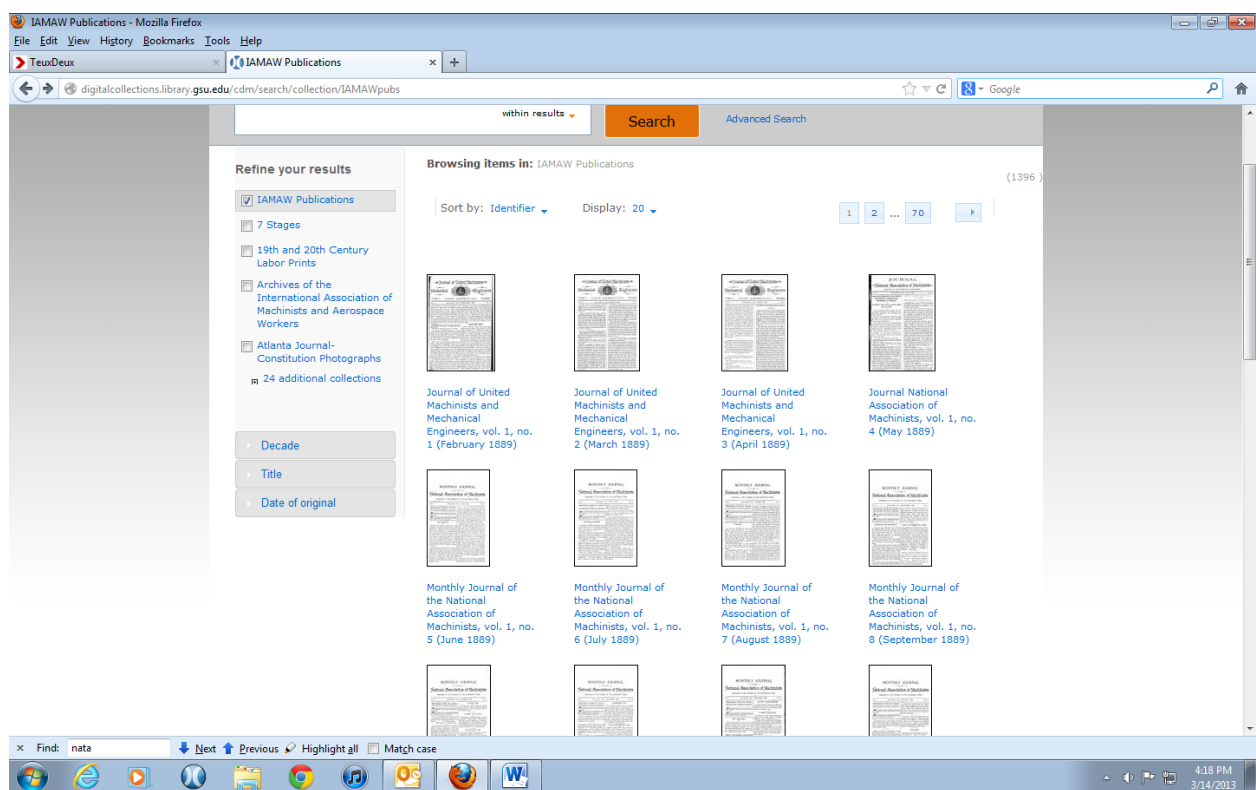 IAMAW Publications - Mozilla Firefox
File Edit View History Bookmarks Tools Help
TeuxDeux × IAMAW Publications × +
digitalcollections.library.gsu.edu/cdm/search/collection/IAMAWpubs Google
within results Search Advanced Search
Refine your results
IAMAW Publications
7 Stages
19th and 20th Century
Labor Prints
Archives of the
International Association of
Machinists and Aerospace
Workers
Atlanta Journal-
Constitution Photographs
24 additional collections
Decade
Title
Date of original
Browsing items in: IAMAW Publications
(1396 )
Sort by: Identifier Display: 20 1 2 ... 70
Journal of United
Machinists and
Mechanical
Engineers, vol. 1, no.
1 (February 1889)
Journal of United
Machinists and
Mechanical
Engineers, vol. 1, no.
2 (March 1889)
Journal of United
Machinists and
Mechanical
Engineers, vol. 1, no.
3 (April 1889)
Journal National
Association of
Machinists, vol. 1, no.
4 (May 1889)
Monthly Journal of
the National
Association of
Machinists, vol. 1, no.
5 (June 1889)
Monthly Journal of
the National
Association of
Machinists, vol. 1, no.
6 (July 1889)
Monthly Journal of
the National
Association of
Machinists, vol. 1, no.
7 (August 1889)
Monthly Journal of
the National
Association of
Machinists, vol. 1, no.
8 (September 1889)
× Find: nata Next Previous Highlight all Match case
4:18 PM
3/14/2013